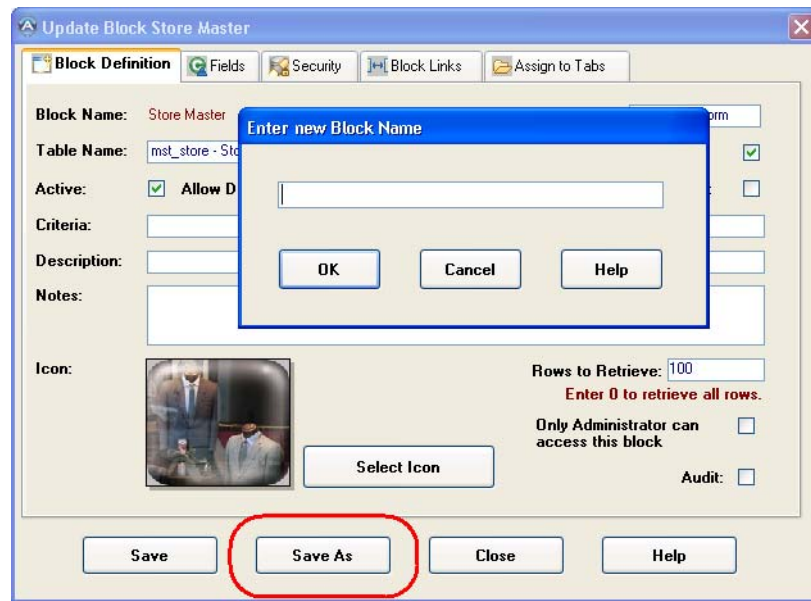 Update Block Store Master
Block Definition Fields Security Block Links Assign to Tabs
Block Name: Store Master
Enter new Block Name
Table Name: mst_store - Sto
Active: Allow D
Criteria:
Description:
OK Cancel Help
Notes:
Icon:
Rows to Retrieve: 100
Enter 0 to retrieve all rows.
Only Administrator can
access this block
Select Icon
Audit:
Save Save As Close Help